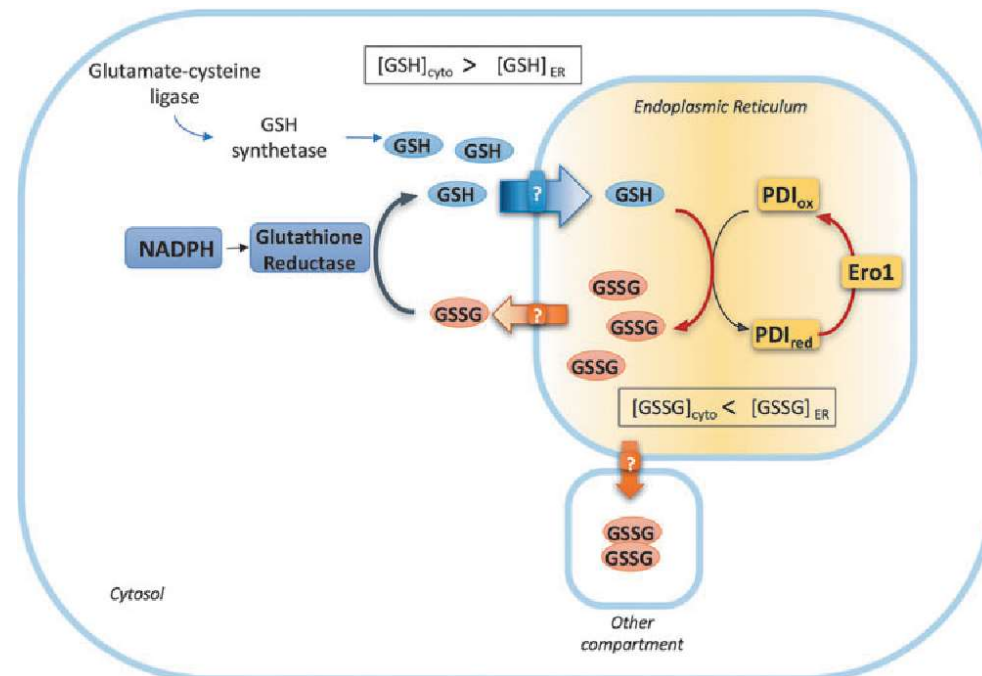 [GSH]cyto > [GSH]ER
Glutamate-cysteine
ligase
GSH
synthetase
GSH
GSH
GSH
?
Endoplasmic Reticulum
GSH
PDIox
NADPH
Glutathione
Reductase
Ero1
GSSG
?
GSSG
GSSG
GSSG
PDIred
[GSSG]cyto < [GSSG]ER
?
GSSG
GSSG
Cytosol
Other
compartment